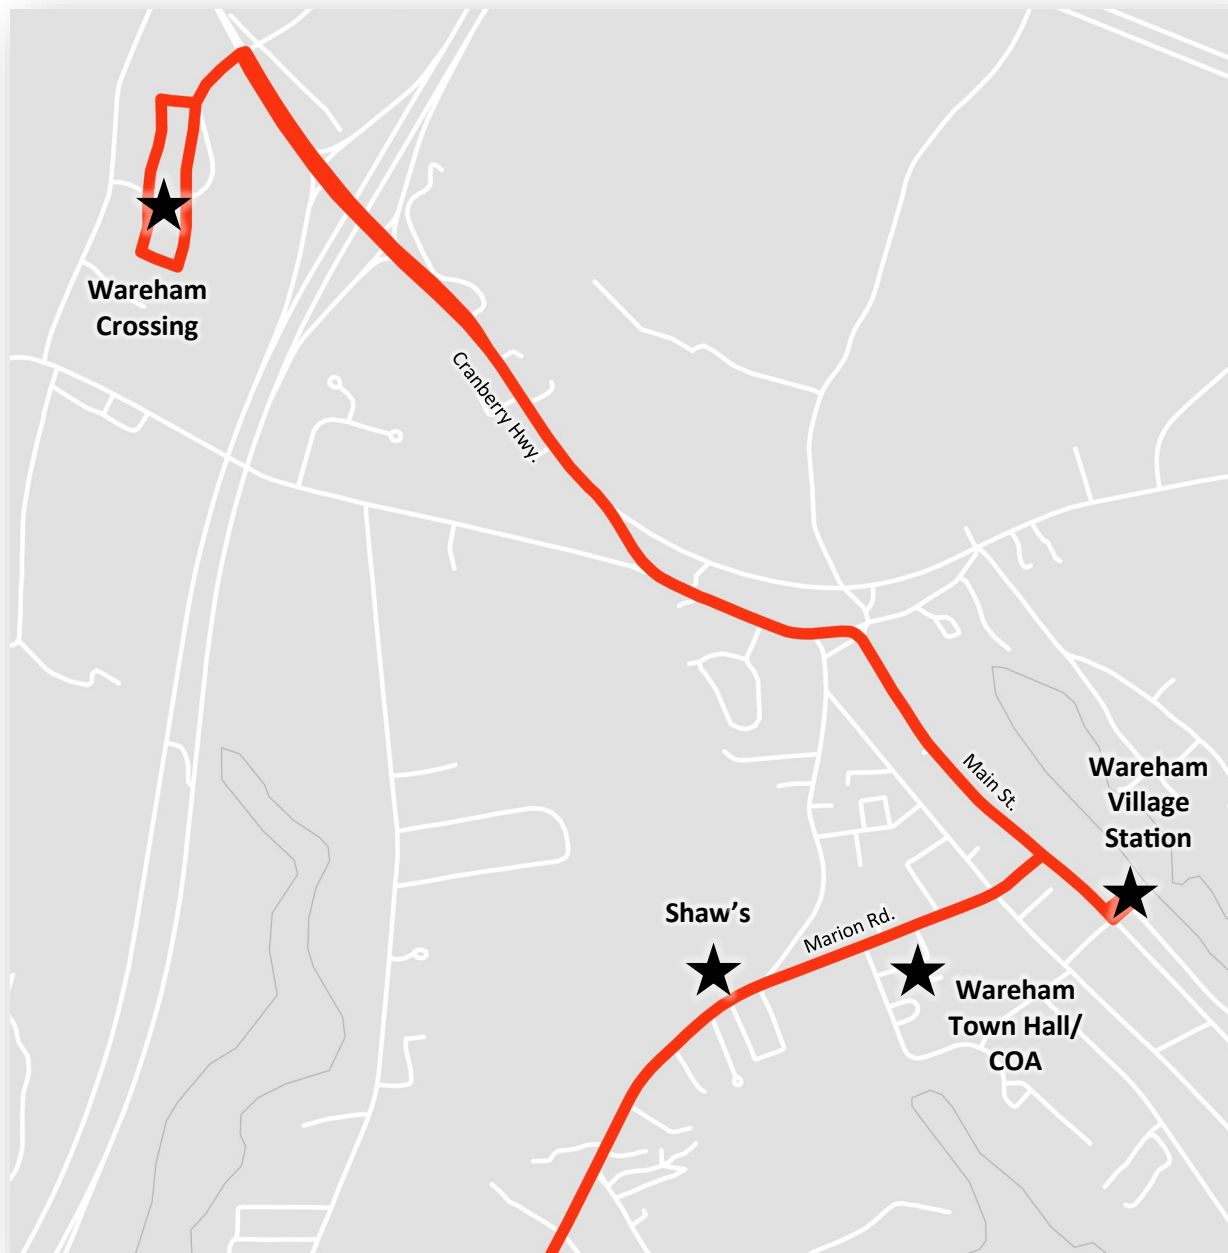 Wareham
Crossing
Cranberry Hwy.
Main St.
Wareham
Village
Station
Shaw’s
Marion Rd.
Wareham
Town Hall/
COA